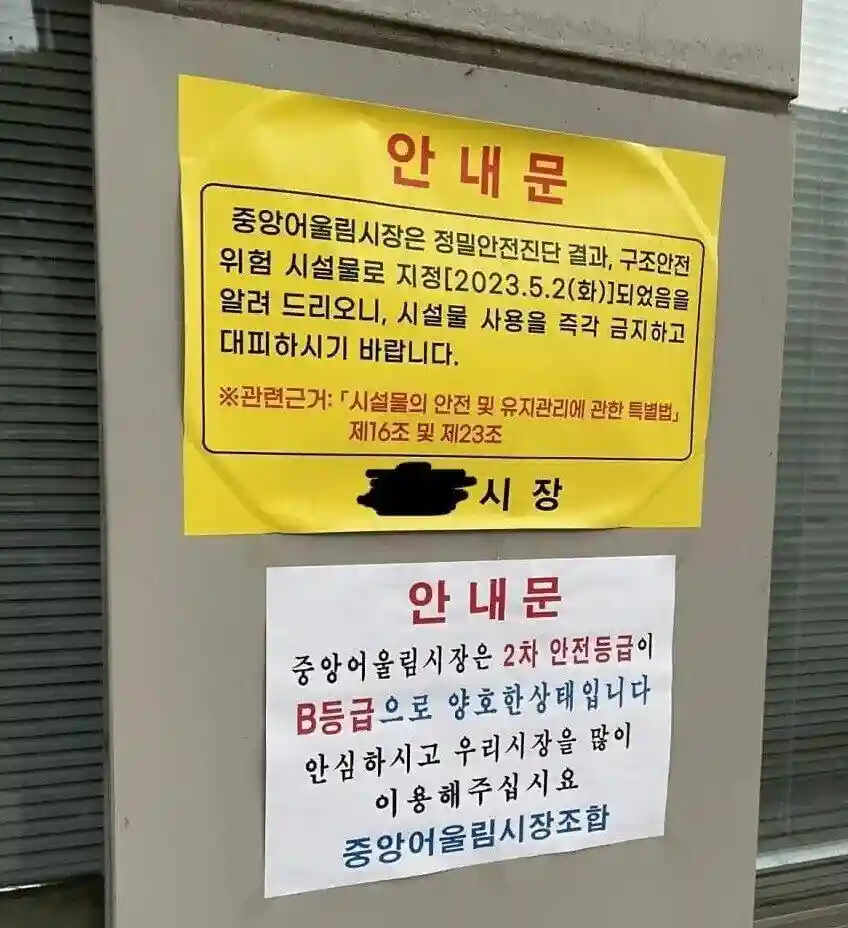 안내문
중앙어울림시장은 정밀안전진단 결과, 구조안전
위험 시설물로 지정[2023.5.2(화)]되었음을
알려 드리오니, 시설물 사용을 즉각 금지하고
대피하시기 바랍니다.
※관련근거: 「시설물의 안전 및 유지관리에 관한 특별법」
제16조 및 제23조
시 장
안내문
중앙어울림시장은 2차 안전등급이
B등급으로 양호한상태입니다
안심하시고 우리시장을 많이
이용해주십시요
중앙어울림시장조합